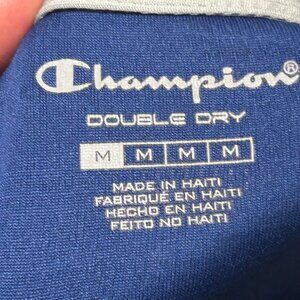 Champion®
DOUBLE DRY
M M M M
MADE IN HAITI
FABRIQUÉ EN HAITI
HECHO EN HAITI
FEITO NO HAITI